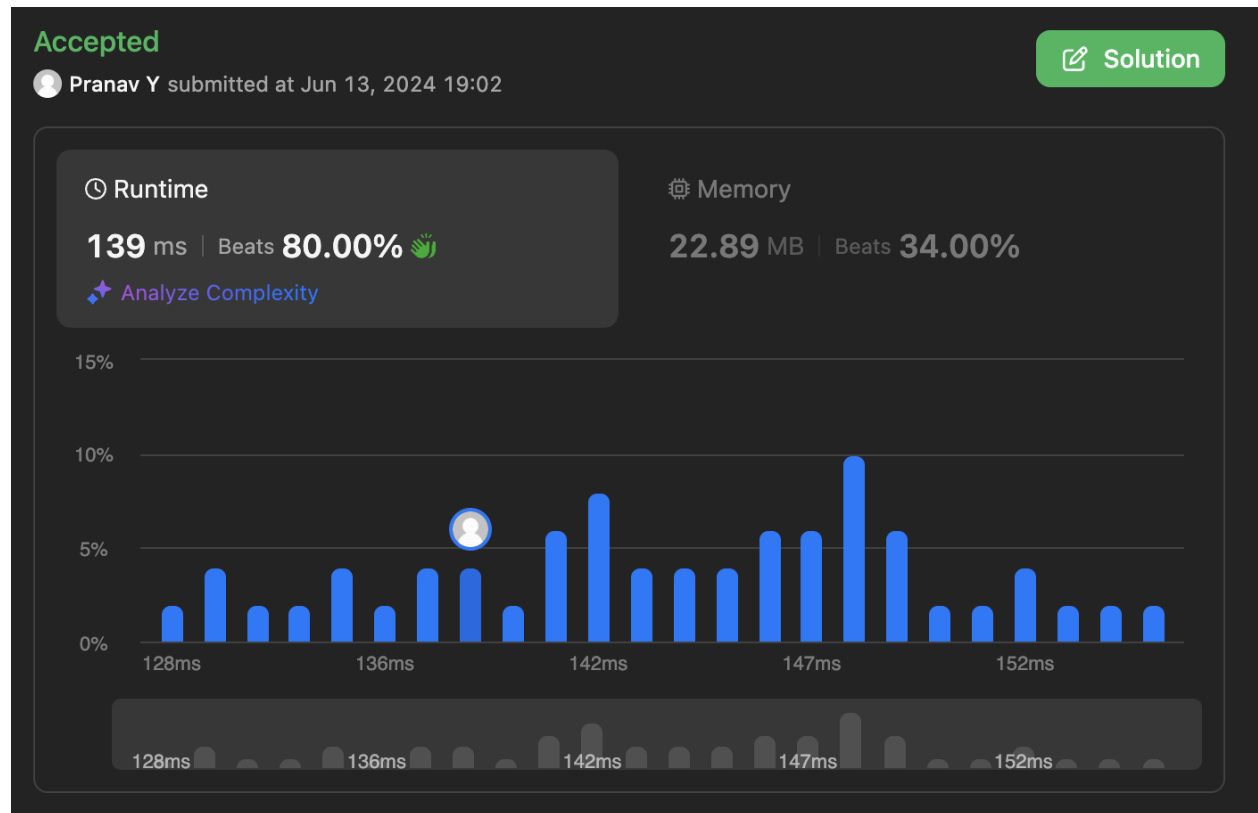 Accepted
Solution
Pranav Y submitted at Jun 13, 2024 19:02
Runtime
139 ms | Beats 80.00%
Analyze Complexity
Memory
22.89 MB | Beats 34.00%
15%
10%
5%
0%
128ms 136ms 142ms 147ms 152ms
128ms 136ms 142ms 147ms 152ms